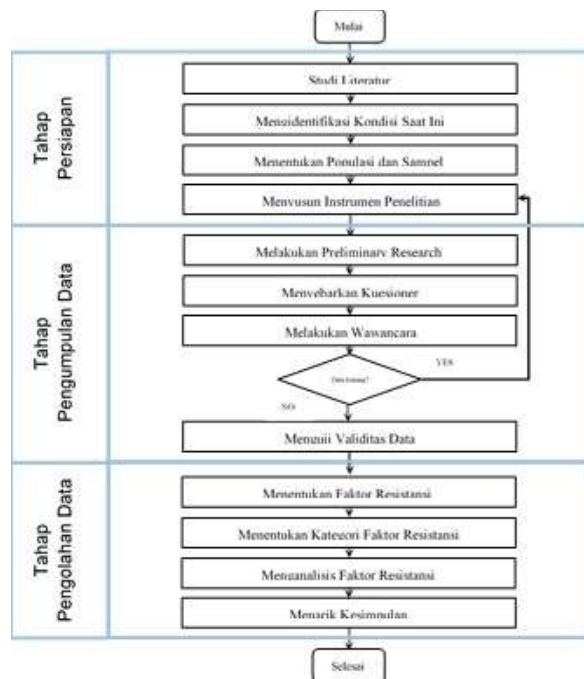 Mulai
Tahap
Persiapan
Studi Literatur
Mengidentifikasi Kondisi Saat Ini
Menentukan Populasi dan Sampel
Menyusun Instrumen Penelitian
Tahap
Pengumpulan Data
Melakukan Preliminary Research
Menyebarkan Kuesioner
Melakukan Wawancara
Data kurang?
YES
NO
Menguji Validitas Data
Tahap
Pengolahan Data
Menentukan Faktor Resistansi
Menentukan Kategori Faktor Resistansi
Menganalisis Faktor Resistansi
Menarik Kesimpulan
Selesai